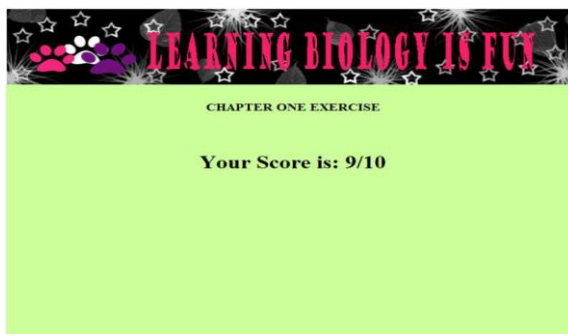 LEARNING BIOLOGY IS FUN
CHAPTER ONE EXERCISE
Your Score is: 9/10